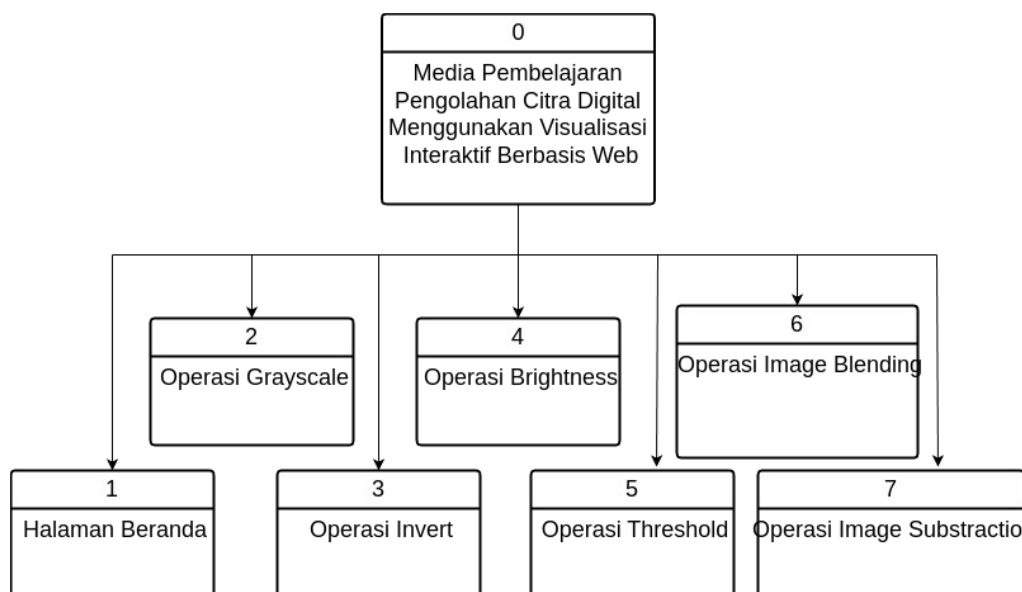 0
Media Pembelajaran
Pengolahan Citra Digital
Menggunakan Visualisasi
Interaktif Berbasis Web
2
Operasi Grayscale
4
Operasi Brightness
6
Operasi Image Blending
1
Halaman Beranda
3
Operasi Invert
5
Operasi Threshold
7
Operasi Image Substractio